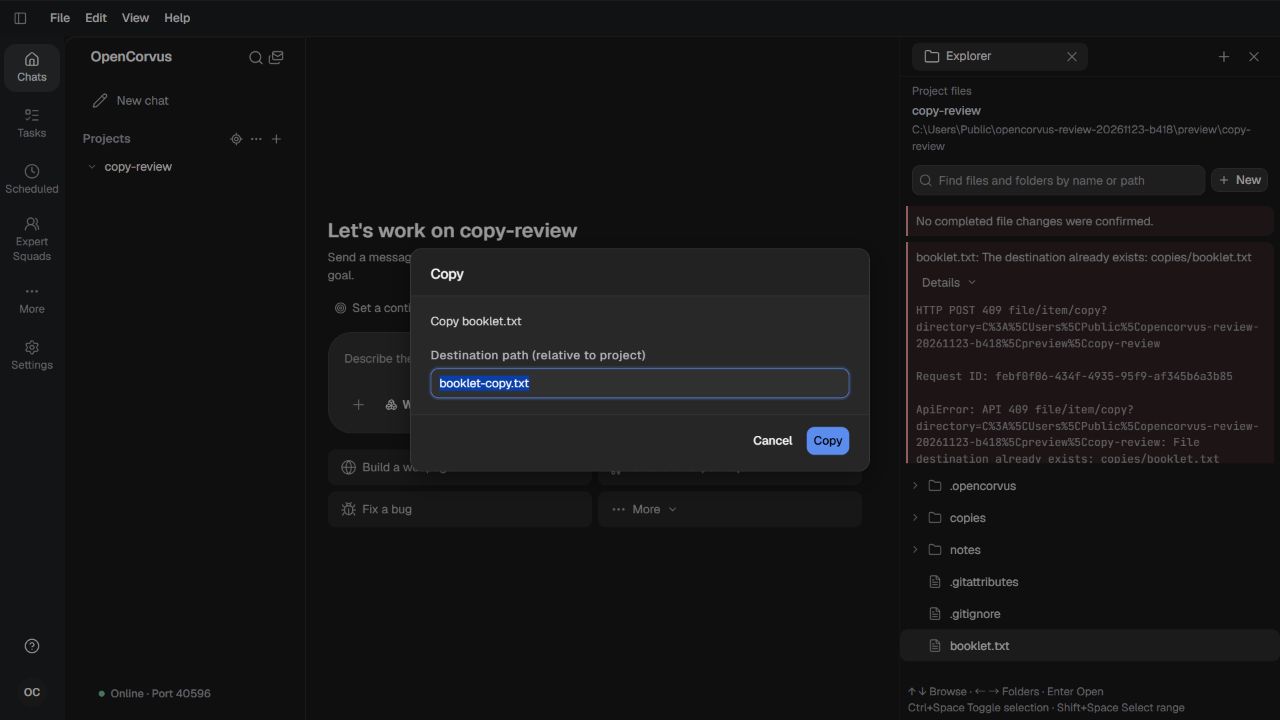 File Edit View Help
Chats
Tasks
Scheduled
Expert
Squads
More
Settings
OC
OpenCorvus
New chat
Projects
copy-review
Online · Port 40596
Let's work on copy-review
Send a messag
goal.
Set a conti
Describe the
W
Build a we
Fix a bug
More
Copy
Copy booklet.txt
Destination path (relative to project)
booklet-copy.txt
Cancel Copy
Explorer
Project files
copy-review
C:\Users\Public\opencorvus-review-20261123-b418\preview\copy-
review
Find files and folders by name or path
New
No completed file changes were confirmed.
booklet.txt: The destination already exists: copies/booklet.txt
Details
HTTP POST 409 file/item/copy?
directory=C%3A%5CUsers%5CPublic%5Copencorvus-review-
20261123-b418%5Cpreview%5Ccopy-review
Request ID: febf0f06-434f-4935-95f9-af345b6a3b85
ApiError: API 409 file/item/copy?
directory=C%3A%5CUsers%5CPublic%5Copencorvus-review-
20261123-b418%5Cpreview%5Ccopy-review: File
destination already exists: copies/booklet.txt
.opencorvus
copies
notes
.gitattributes
.gitignore
booklet.txt
↑↓ Browse · ← → Folders · Enter Open
Ctrl+Space Toggle selection · Shift+Space Select range